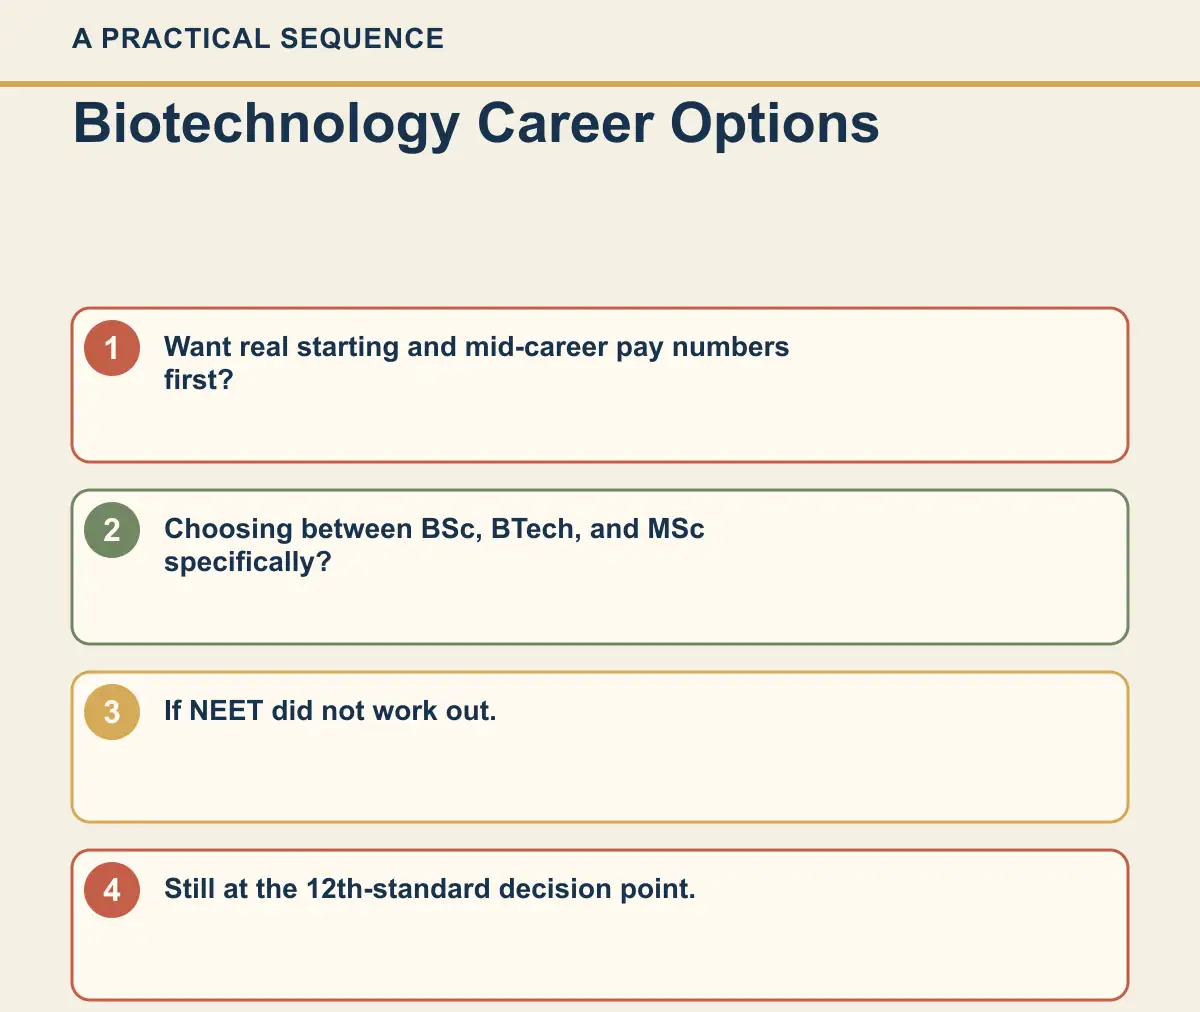 A PRACTICAL SEQUENCE
Biotechnology Career Options
1
Want real starting and mid-career pay numbers
first?
2
Choosing between BSc, BTech, and MSc
specifically?
3
If NEET did not work out.
4
Still at the 12th-standard decision point.